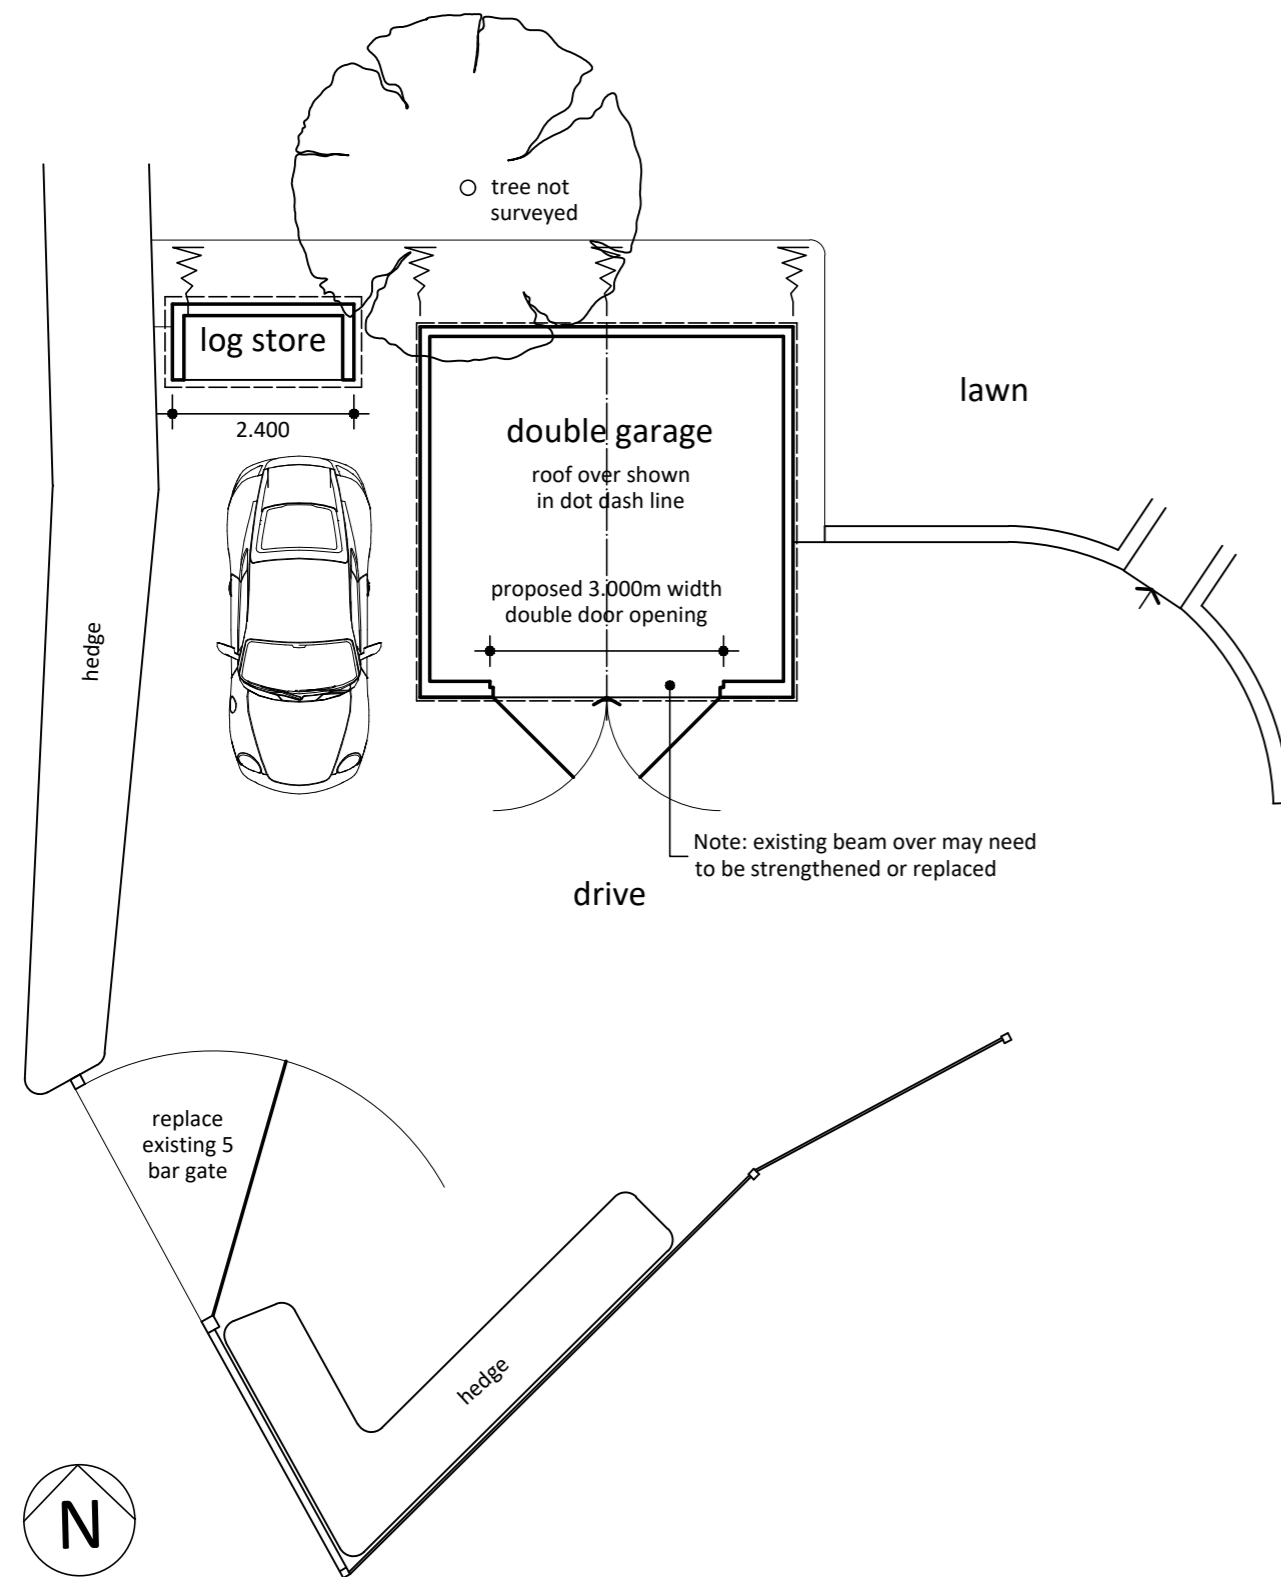 tree not
surveyed
log store
2.400
lawn
double garage
roof over shown
in dot dash line
proposed 3.000m width
double door opening
hedge
Note: existing beam over may need
to be strengthened or replaced
drive
replace
existing 5
bar gate
hedge
N